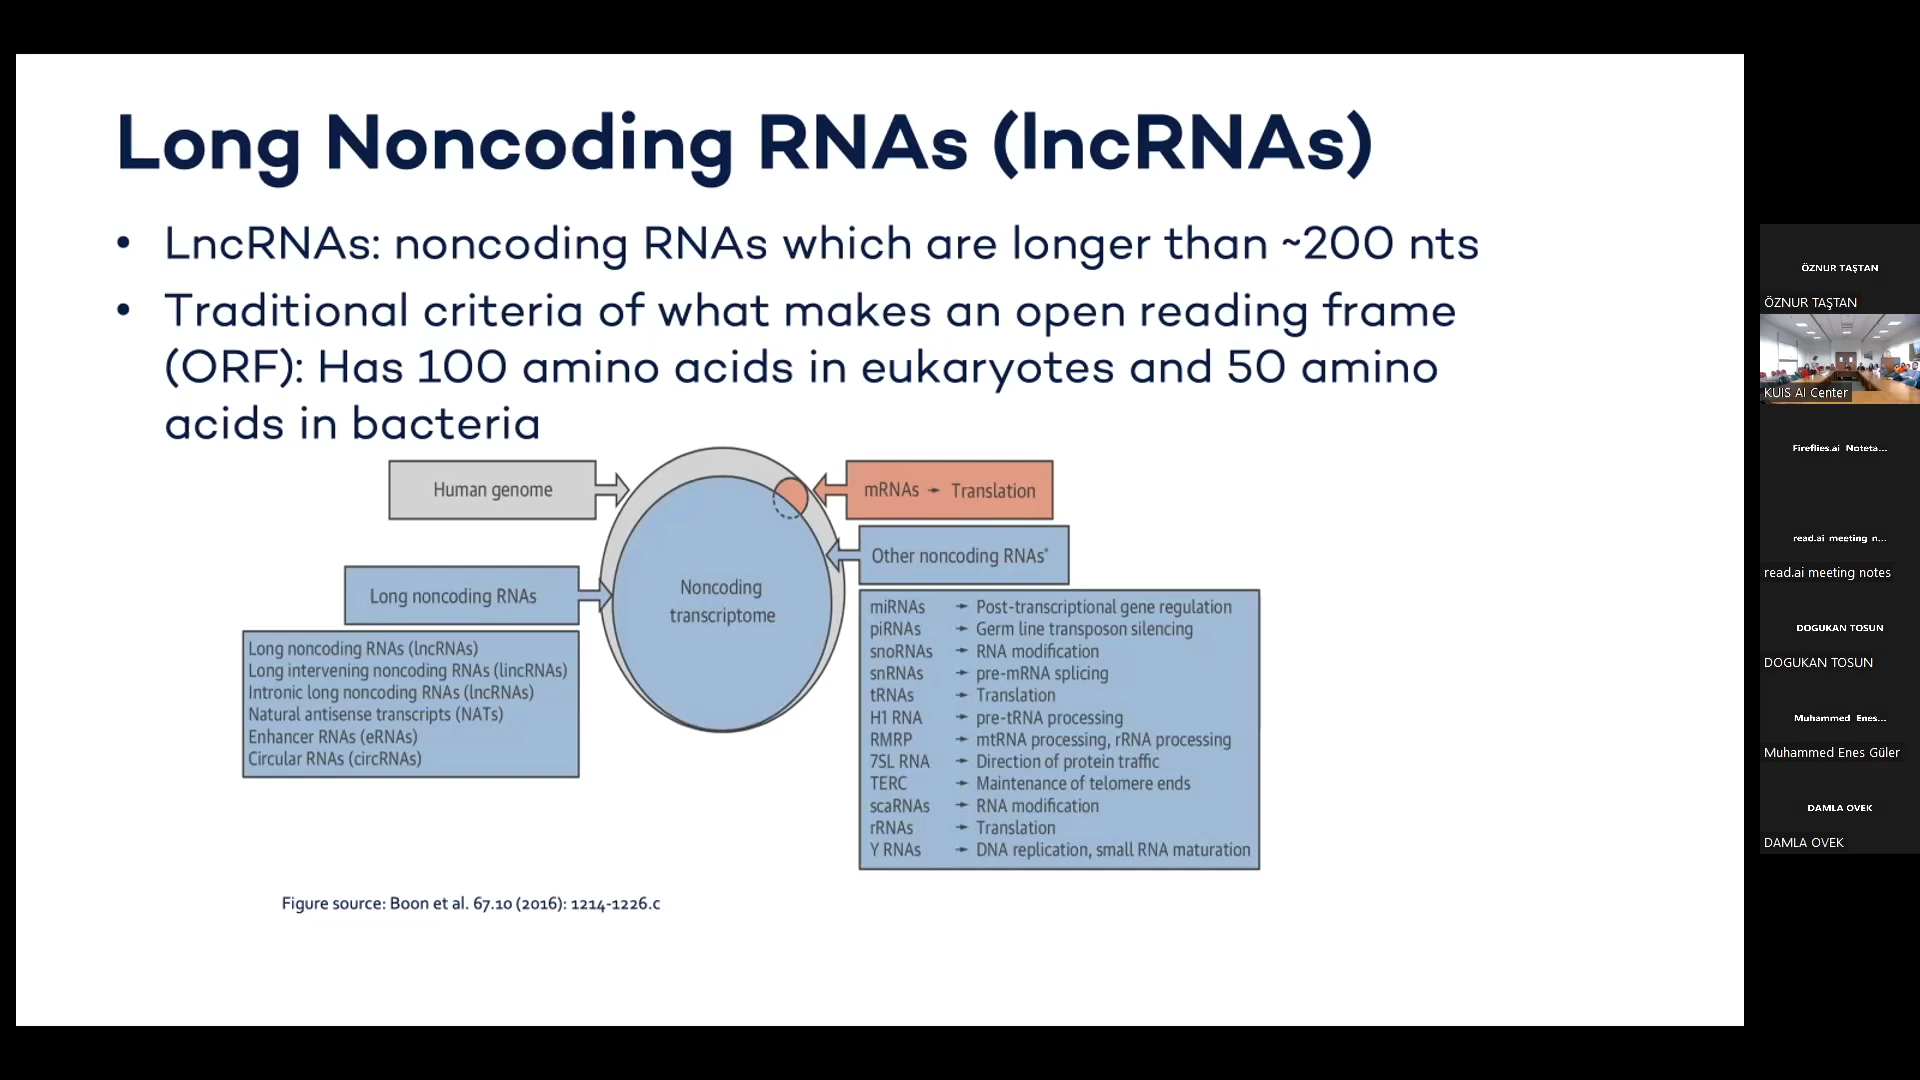 Long Noncoding RNAs (lncRNAs)
• LncRNAs: noncoding RNAs which are longer than ~200 nts
• Traditional criteria of what makes an open reading frame
(ORF): Has 100 amino acids in eukaryotes and 50 amino
acids in bacteria
Human genome
mRNAs → Translation
Other noncoding RNAs*
Long noncoding RNAs
Noncoding
transcriptome
Long noncoding RNAs (lncRNAs)
Long intervening noncoding RNAs (lincRNAs)
Intronic long noncoding RNAs (lncRNAs)
Natural antisense transcripts (NATs)
Enhancer RNAs (eRNAs)
Circular RNAs (circRNAs)
miRNAs → Post-transcriptional gene regulation
piRNAs → Germ line transposon silencing
snoRNAs → RNA modification
snRNAs → pre-mRNA splicing
tRNAs → Translation
H1 RNA → pre-tRNA processing
RMRP → mtRNA processing, rRNA processing
7SL RNA → Direction of protein traffic
TERC → Maintenance of telomere ends
scaRNAs → RNA modification
rRNAs → Translation
Y RNAs → DNA replication, small RNA maturation
Figure source: Boon et al. 67.10 (2016): 1214-1226.c
ÖZNUR TAŞTAN
ÖZNUR TAŞTAN
KUIS AI Center
Fireflies.ai Noteta...
read.ai meeting n...
read.ai meeting notes
DOGUKAN TOSUN
DOGUKAN TOSUN
Muhammed Enes...
Muhammed Enes Güler
DAMLA OVEK
DAMLA OVEK